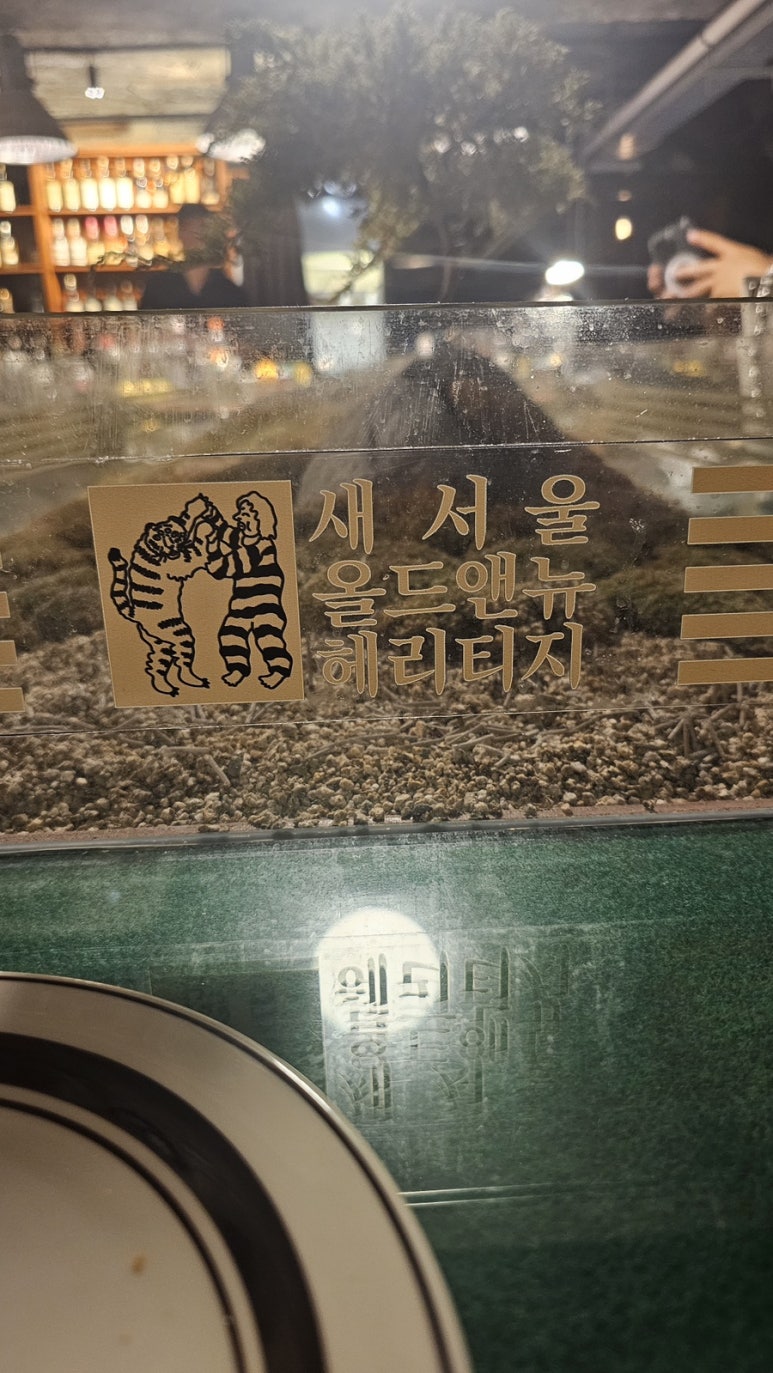 새 서 울
올드앤뉴
헤리티지